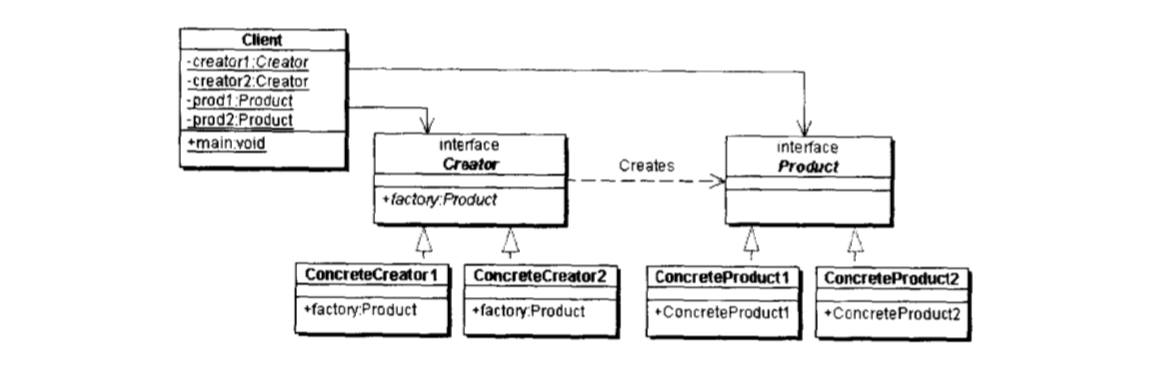 Client
-creator1:Creator
-creator2:Creator
-prod1:Product
-prod2:Product
+main:void
interface
Creator
+factory:Product
Creates
interface
Product
ConcreteCreator1
+factory:Product
ConcreteCreator2
+factory:Product
ConcreteProduct1
+ConcreteProduct1
ConcreteProduct2
+ConcreteProduct2